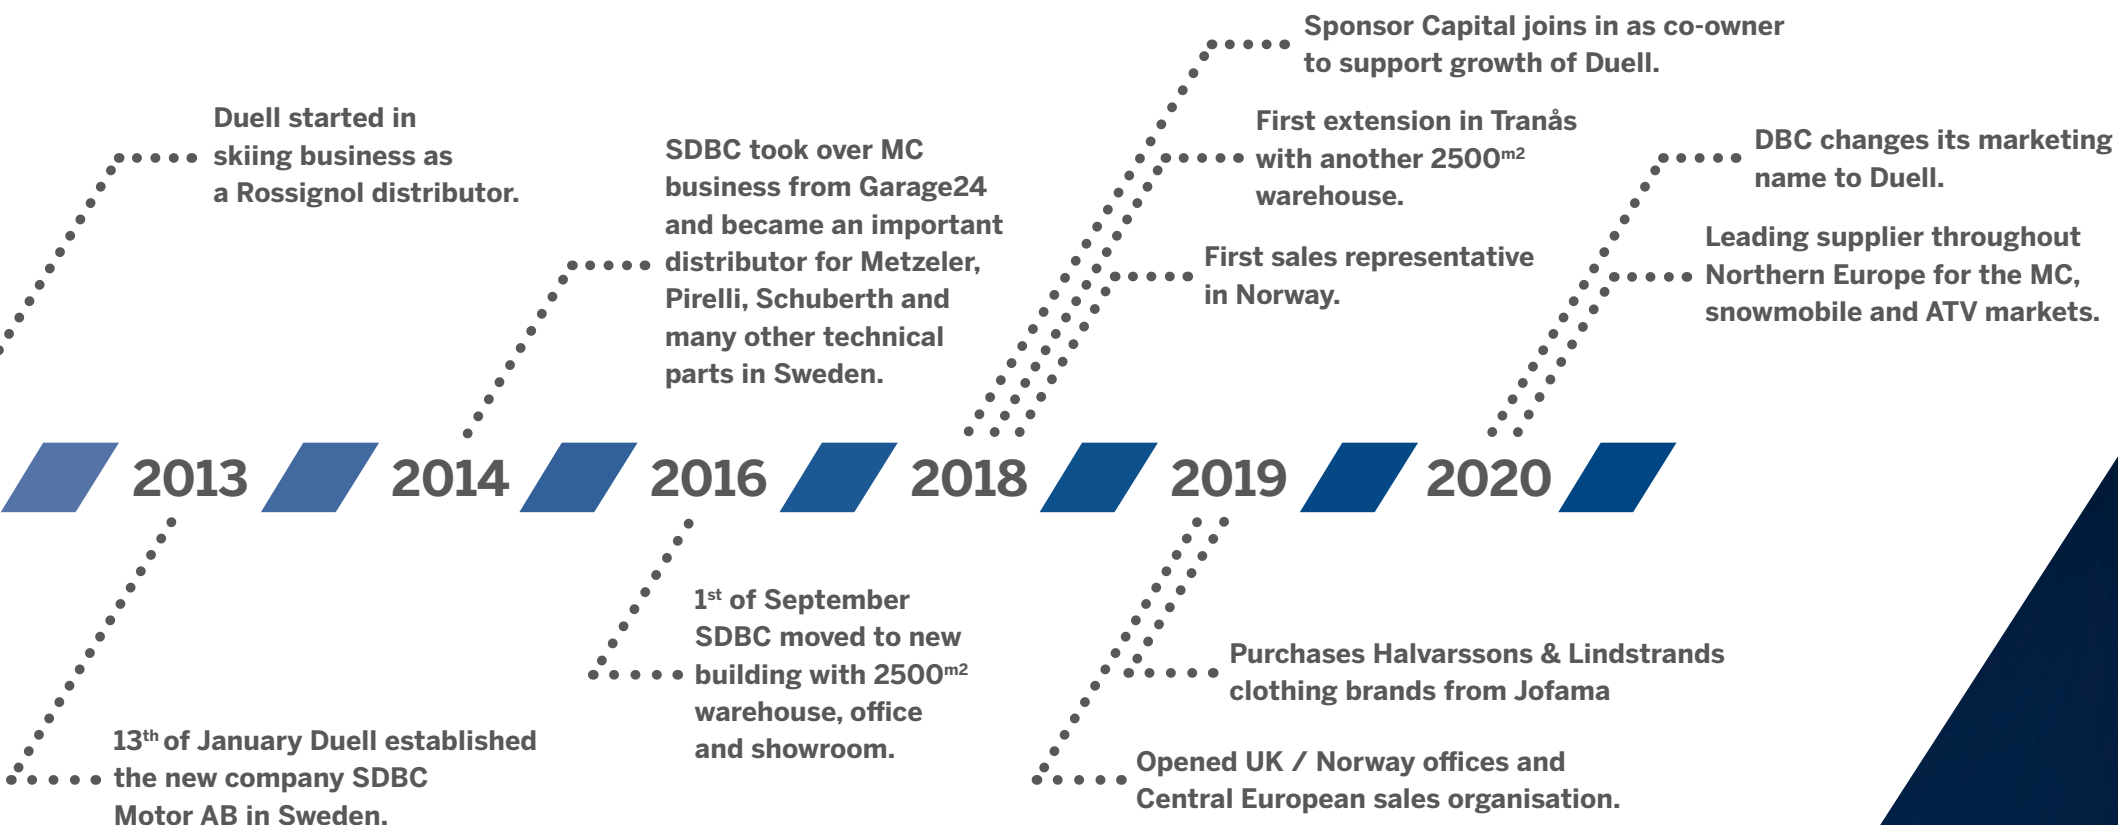 Duell started in
skiing business as
a Rossignol distributor.
SDBC took over MC
business from Garage24
and became an important
distributor for Metzeler,
Pirelli, Schuberth and
many other technical
parts in Sweden.
Sponsor Capital joins in as co-owner
to support growth of Duell.
First extension in Tranås
with another 2500m2
warehouse.
First sales representative
in Norway.
DBC changes its marketing
name to Duell.
Leading supplier throughout
Northern Europe for the MC,
snowmobile and ATV markets.
2013 2014 2016 2018 2019 2020
13th of January Duell established
the new company SDBC
Motor AB in Sweden.
1st of September
SDBC moved to new
building with 2500m2
warehouse, office
and showroom.
Purchases Halvarssons & Lindstrands
clothing brands from Jofama
Opened UK / Norway offices and
Central European sales organisation.